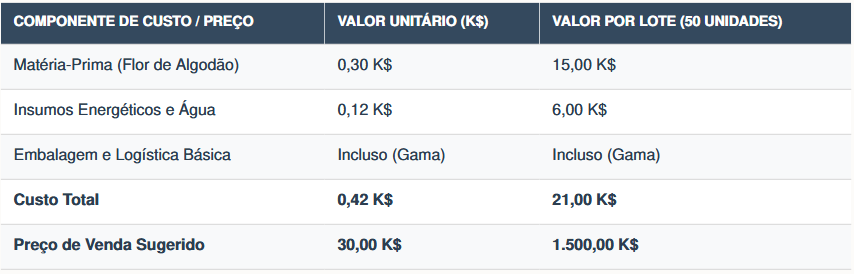 COMPONENTE DE CUSTO / PREÇO VALOR UNITÁRIO (K$) VALOR POR LOTE (50 UNIDADES)
Matéria-Prima (Flor de Algodão) 0,30 K$ 15,00 K$
Insumos Energéticos e Água 0,12 K$ 6,00 K$
Embalagem e Logística Básica Incluso (Gama) Incluso (Gama)
Custo Total 0,42 K$ 21,00 K$
Preço de Venda Sugerido 30,00 K$ 1.500,00 K$